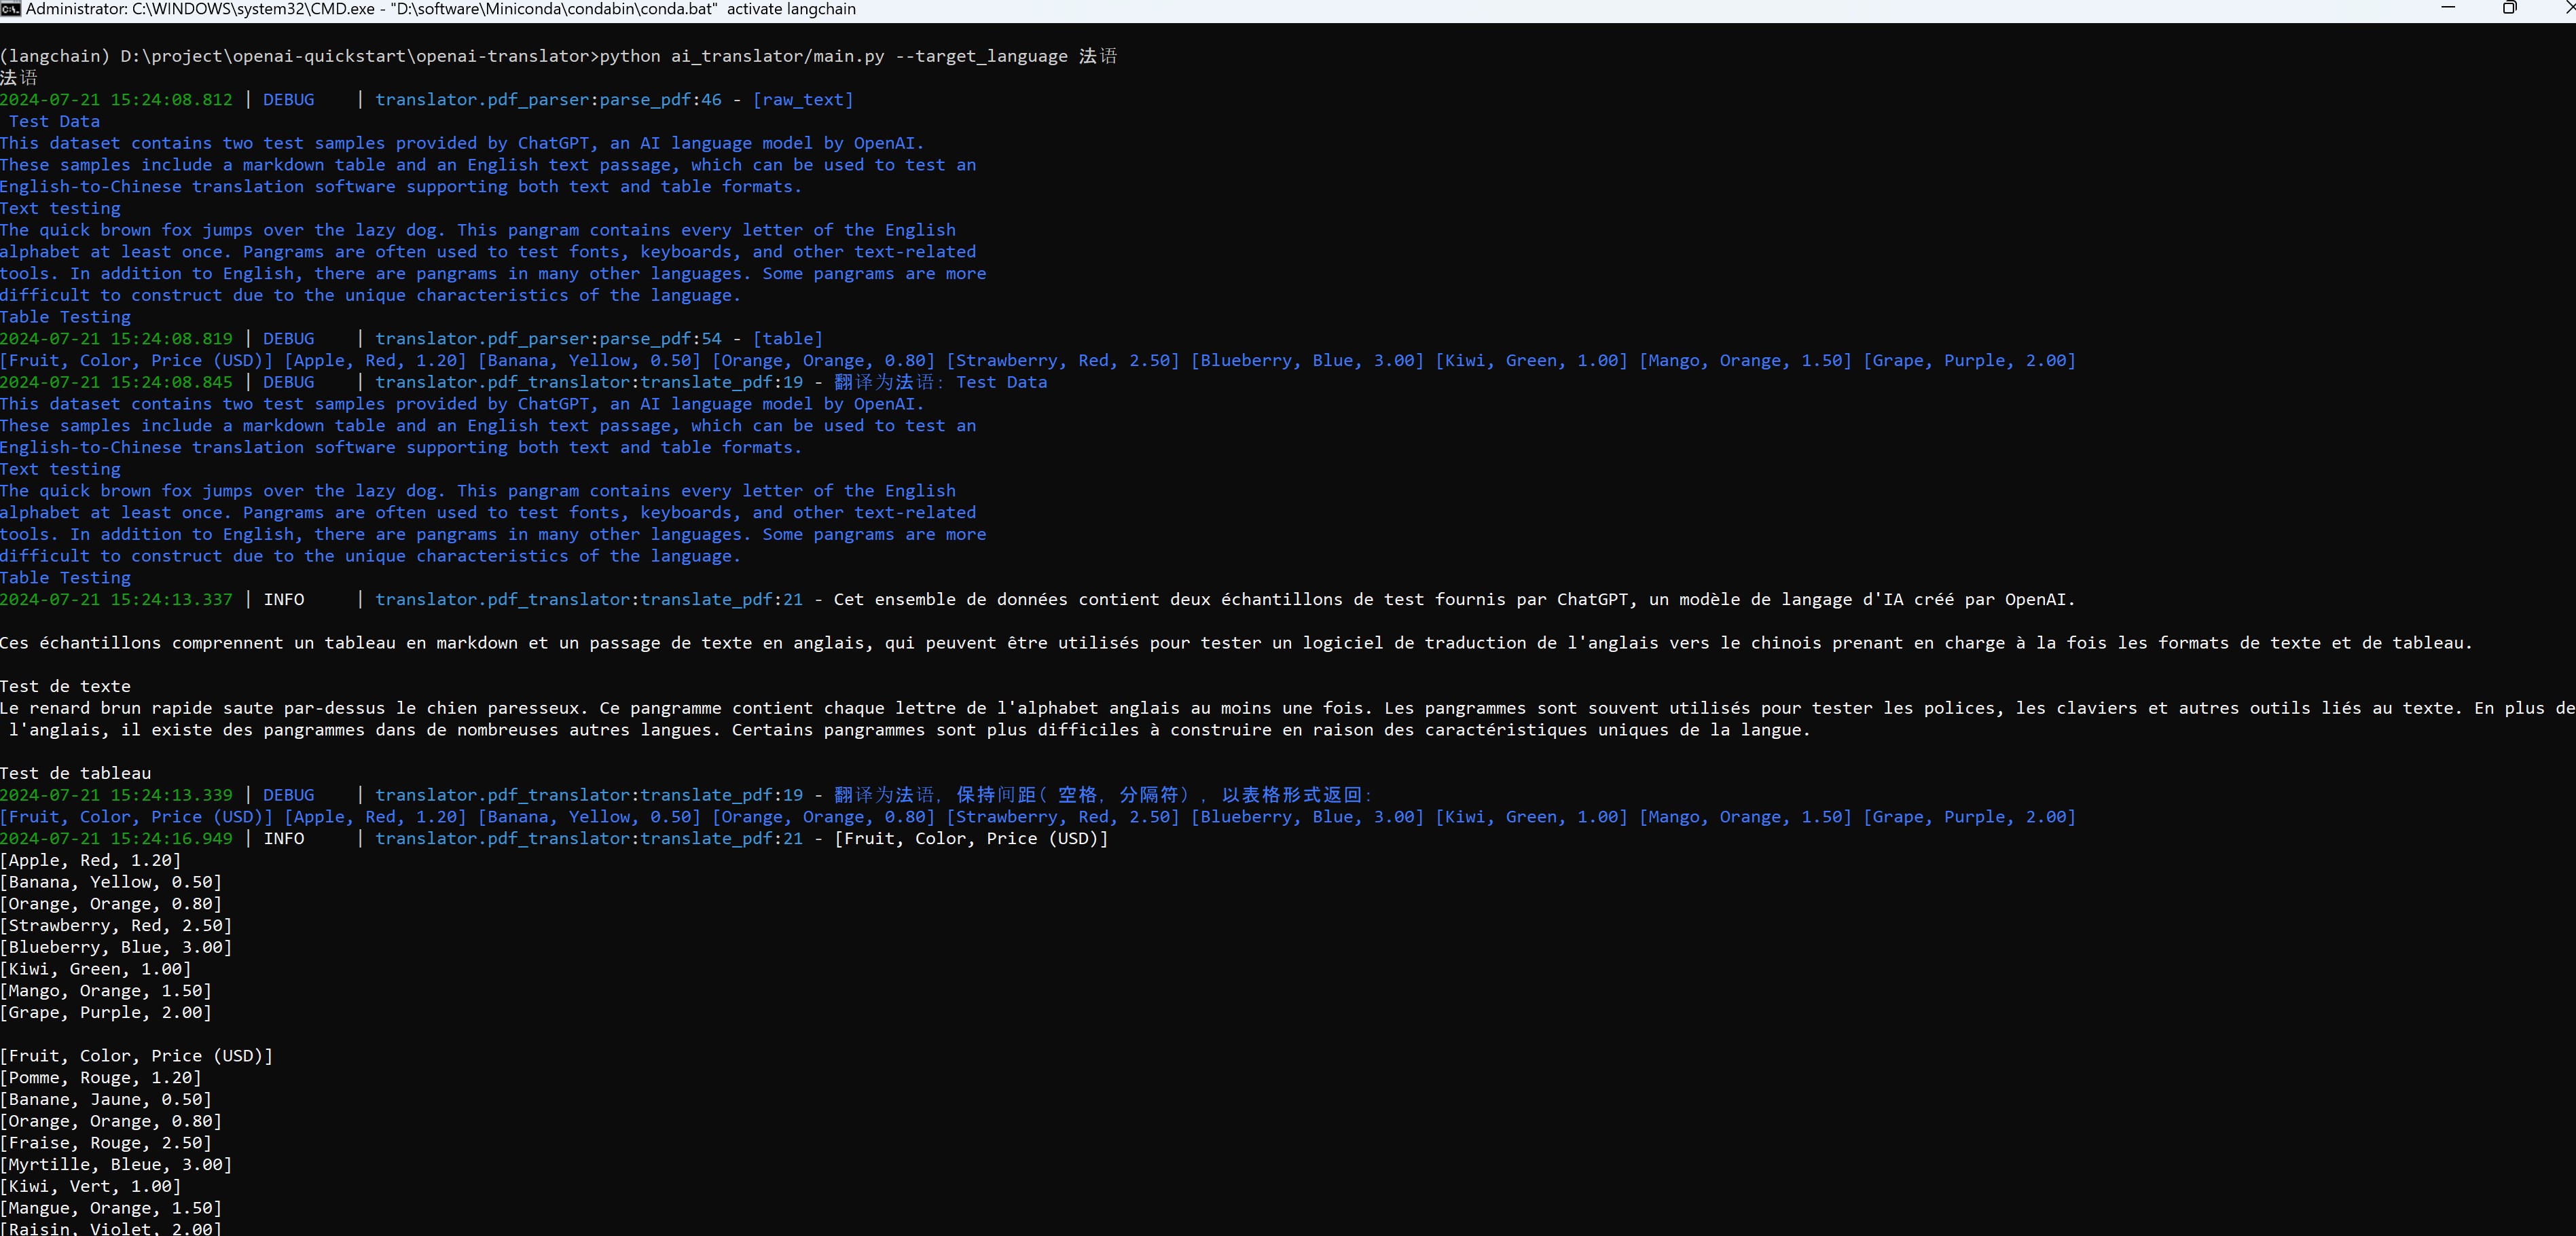 Administrator: C:\WINDOWS\system32\CMD.exe - "D:\software\Miniconda\condabin\conda.bat"  activate langchain
(langchain) D:\project\openai-quickstart\openai-translator>python ai_translator/main.py --target_language 法语
法语
2024-07-21 15:24:08.812 | DEBUG    | translator.pdf_parser:parse_pdf:46 - [raw_text]
 Test Data
This dataset contains two test samples provided by ChatGPT, an AI language model by OpenAI.
These samples include a markdown table and an English text passage, which can be used to test an
English-to-Chinese translation software supporting both text and table formats.
Text testing
The quick brown fox jumps over the lazy dog. This pangram contains every letter of the English
alphabet at least once. Pangrams are often used to test fonts, keyboards, and other text-related
tools. In addition to English, there are pangrams in many other languages. Some pangrams are more
difficult to construct due to the unique characteristics of the language.
Table Testing
2024-07-21 15:24:08.819 | DEBUG    | translator.pdf_parser:parse_pdf:54 - [table]
[Fruit, Color, Price (USD)] [Apple, Red, 1.20] [Banana, Yellow, 0.50] [Orange, Orange, 0.80] [Strawberry, Red, 2.50] [Blueberry, Blue, 3.00] [Kiwi, Green, 1.00] [Mango, Orange, 1.50] [Grape, Purple, 2.00]
2024-07-21 15:24:08.845 | DEBUG    | translator.pdf_translator:translate_pdf:19 - 翻译为法语: Test Data
This dataset contains two test samples provided by ChatGPT, an AI language model by OpenAI.
These samples include a markdown table and an English text passage, which can be used to test an
English-to-Chinese translation software supporting both text and table formats.
Text testing
The quick brown fox jumps over the lazy dog. This pangram contains every letter of the English
alphabet at least once. Pangrams are often used to test fonts, keyboards, and other text-related
tools. In addition to English, there are pangrams in many other languages. Some pangrams are more
difficult to construct due to the unique characteristics of the language.
Table Testing
2024-07-21 15:24:13.337 | INFO     | translator.pdf_translator:translate_pdf:21 - Cet ensemble de données contient deux échantillons de test fournis par ChatGPT, un modèle de langage d'IA créé par OpenAI.
Ces échantillons comprennent un tableau en markdown et un passage de texte en anglais, qui peuvent être utilisés pour tester un logiciel de traduction de l'anglais vers le chinois prenant en charge à la fois les formats de texte et de tableau.
Test de texte
Le renard brun rapide saute par-dessus le chien paresseux. Ce pangramme contient chaque lettre de l'alphabet anglais au moins une fois. Les pangrammes sont souvent utilisés pour tester les polices, les claviers et autres outils liés au texte. En plus de
 l'anglais, il existe des pangrammes dans de nombreuses autres langues. Certains pangrammes sont plus difficiles à construire en raison des caractéristiques uniques de la langue.
Test de tableau
2024-07-21 15:24:13.339 | DEBUG    | translator.pdf_translator:translate_pdf:19 - 翻译为法语，保持间距（空格，分隔符），以表格形式返回:
[Fruit, Color, Price (USD)] [Apple, Red, 1.20] [Banana, Yellow, 0.50] [Orange, Orange, 0.80] [Strawberry, Red, 2.50] [Blueberry, Blue, 3.00] [Kiwi, Green, 1.00] [Mango, Orange, 1.50] [Grape, Purple, 2.00]
2024-07-21 15:24:16.949 | INFO     | translator.pdf_translator:translate_pdf:21 - [Fruit, Color, Price (USD)]
[Apple, Red, 1.20]
[Banana, Yellow, 0.50]
[Orange, Orange, 0.80]
[Strawberry, Red, 2.50]
[Blueberry, Blue, 3.00]
[Kiwi, Green, 1.00]
[Mango, Orange, 1.50]
[Grape, Purple, 2.00]
[Fruit, Color, Price (USD)]
[Pomme, Rouge, 1.20]
[Banane, Jaune, 0.50]
[Orange, Orange, 0.80]
[Fraise, Rouge, 2.50]
[Myrtille, Bleue, 3.00]
[Kiwi, Vert, 1.00]
[Mangue, Orange, 1.50]
[Raisin, Violet, 2.00]